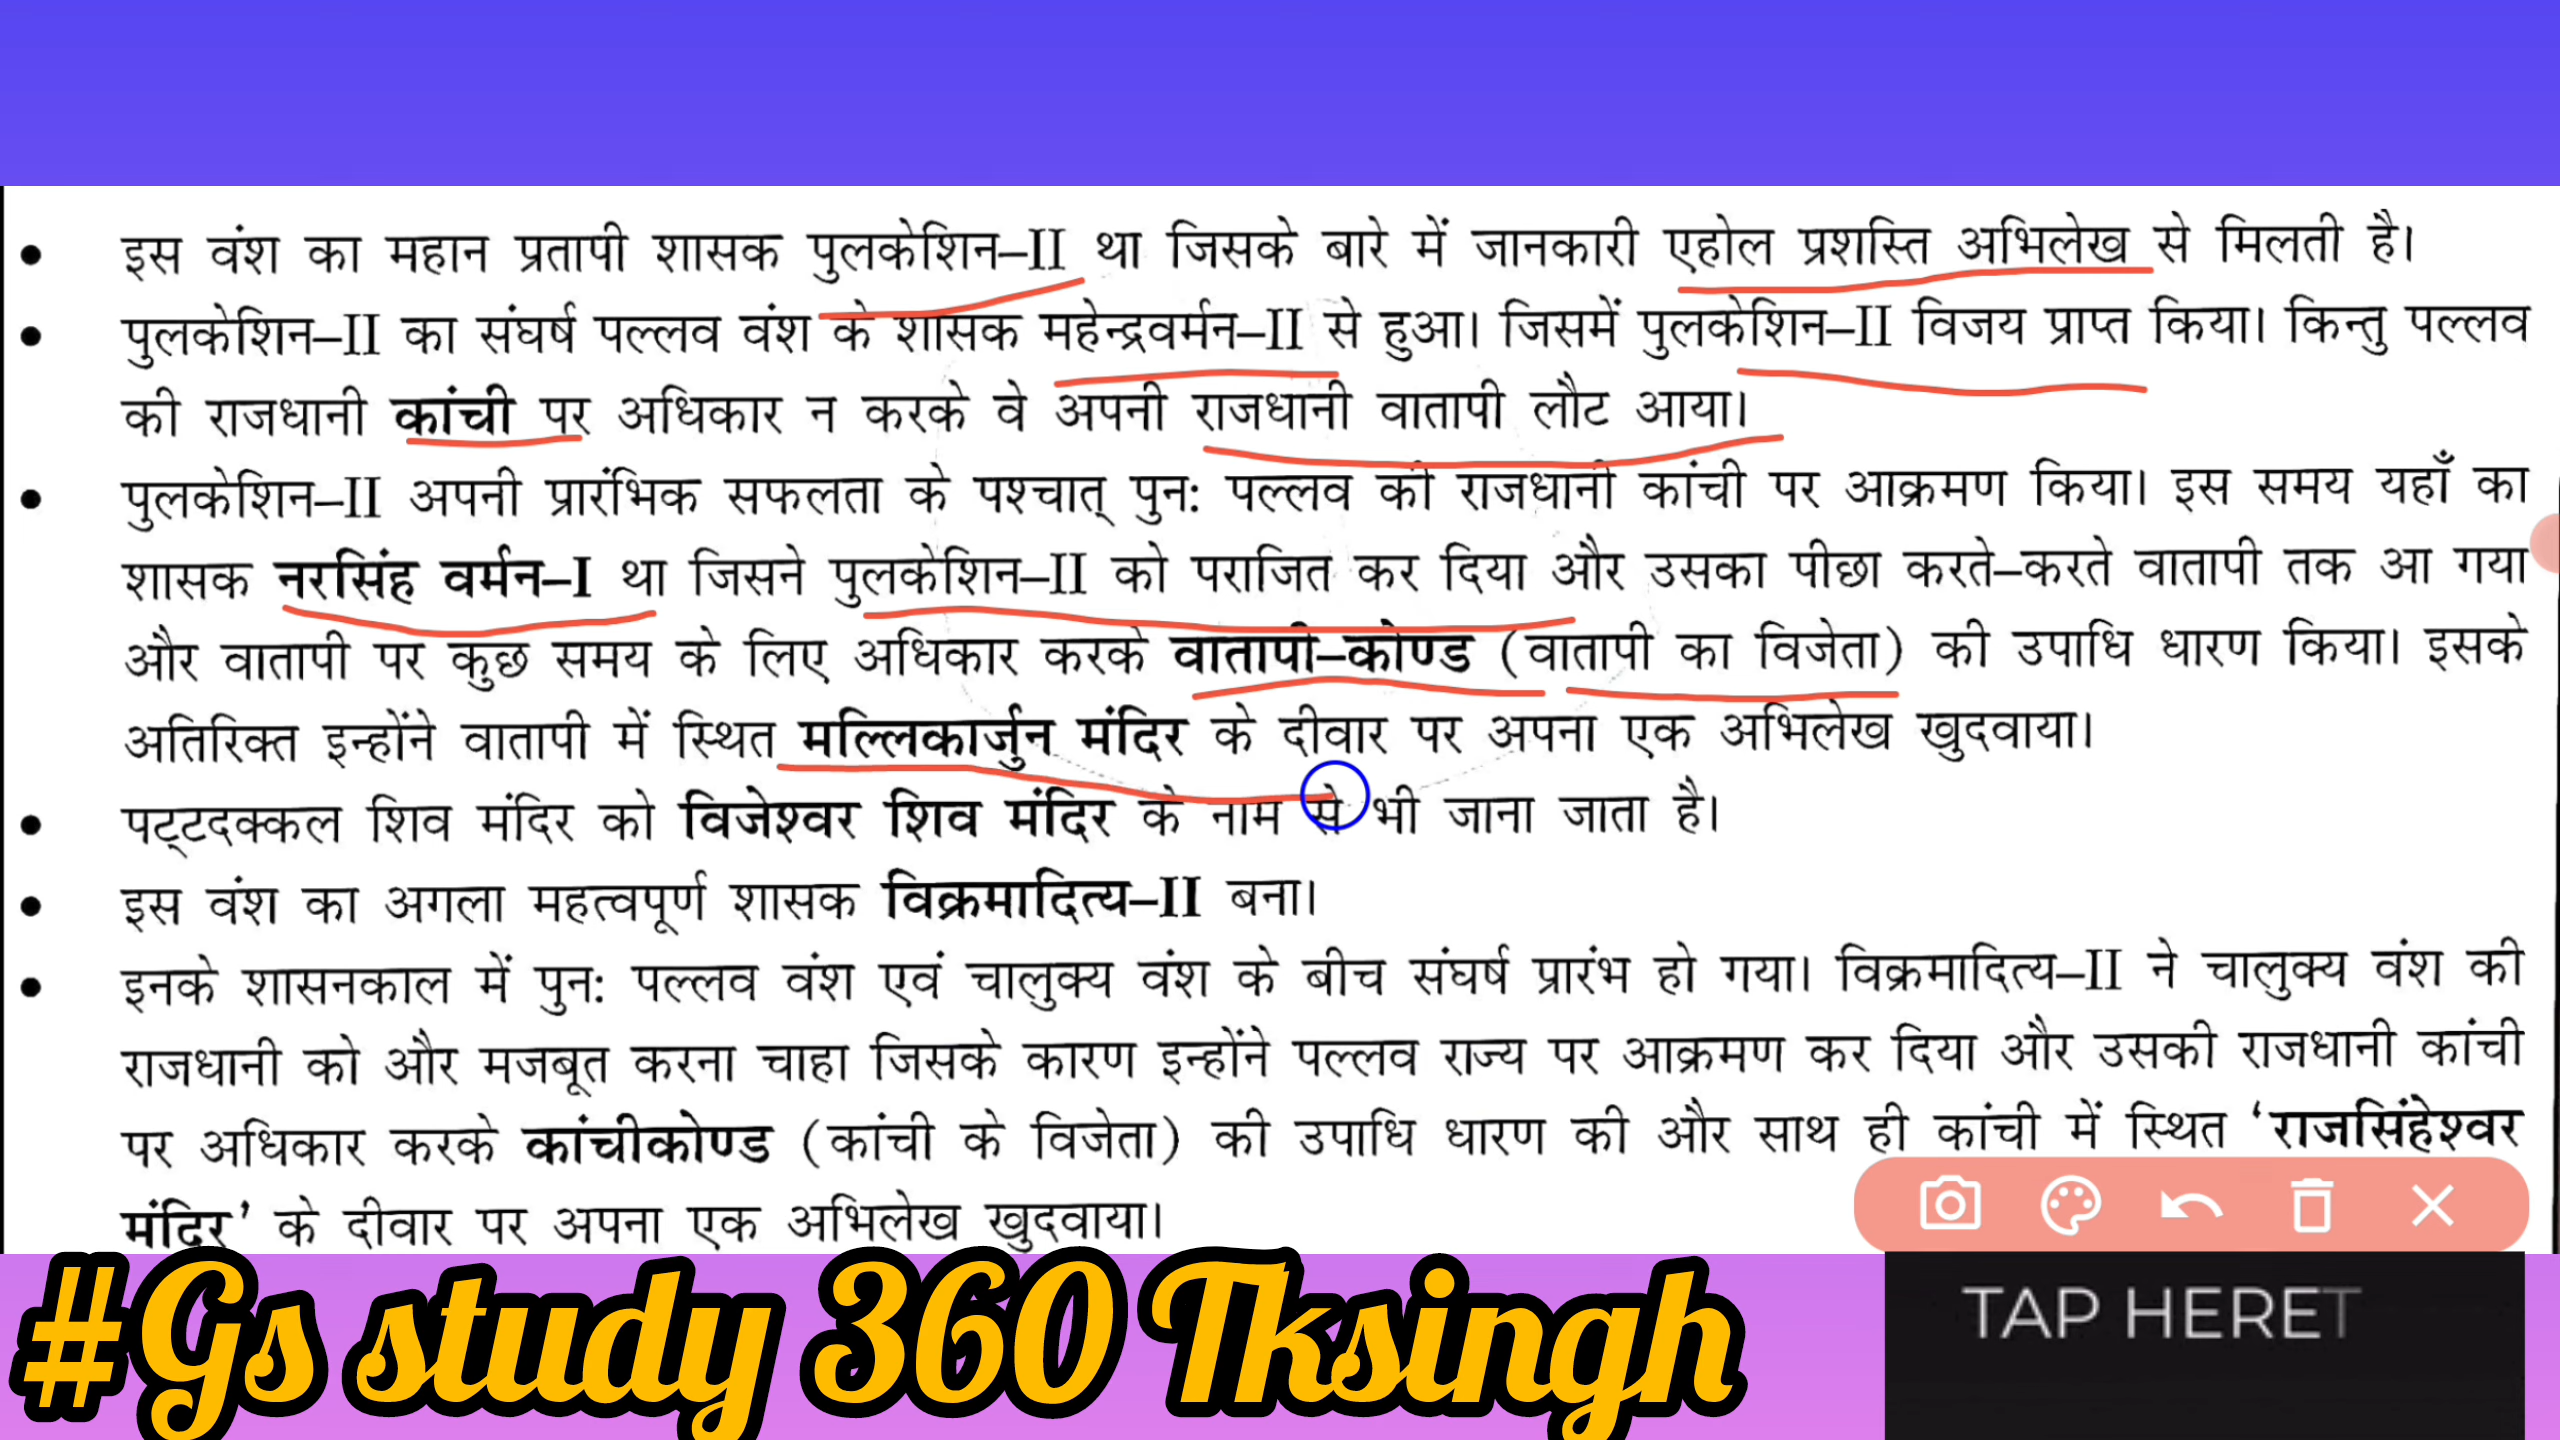 • इस वंश का महान प्रतापी शासक पुलकेशिन–II था जिसके बारे में जानकारी एहोल प्रशस्ति अभिलेख से मिलती है।
• पुलकेशिन–II का संघर्ष पल्लव वंश के शासक महेन्द्रवर्मन–II से हुआ। जिसमें पुलकेशिन–II विजय प्राप्त किया। किन्तु पल्लव
की राजधानी कांची पर अधिकार न करके वे अपनी राजधानी वातापी लौट आया।
• पुलकेशिन–II अपनी प्रारंभिक सफलता के पश्चात् पुन: पल्लव की राजधानी कांची पर आक्रमण किया। इस समय यहाँ का
शासक नरसिंह वर्मन–I था जिसने पुलकेशिन–II को पराजित कर दिया और उसका पीछा करते–करते वातापी तक आ गया
और वातापी पर कुछ समय के लिए अधिकार करके वातापी–कोण्ड (वातापी का विजेता) की उपाधि धारण किया। इसके
अतिरिक्त इन्होंने वातापी में स्थित मल्लिकार्जुन मंदिर के दीवार पर अपना एक अभिलेख खुदवाया।
• पट्टदक्कल शिव मंदिर को विजेश्वर शिव मंदिर के नाम से भी जाना जाता है।
• इस वंश का अगला महत्वपूर्ण शासक विक्रमादित्य–II बना।
• इनके शासनकाल में पुन: पल्लव वंश एवं चालुक्य वंश के बीच संघर्ष प्रारंभ हो गया। विक्रमादित्य–II ने चालुक्य वंश की
राजधानी को और मजबूत करना चाहा जिसके कारण इन्होंने पल्लव राज्य पर आक्रमण कर दिया और उसकी राजधानी कांची
पर अधिकार करके कांचीकोण्ड (कांची के विजेता) की उपाधि धारण की और साथ ही कांची में स्थित ‘राजसिंहेश्वर
मंदिर’ के दीवार पर अपना एक अभिलेख खुदवाया।
#Gs study 360 Tksingh
TAP HERET